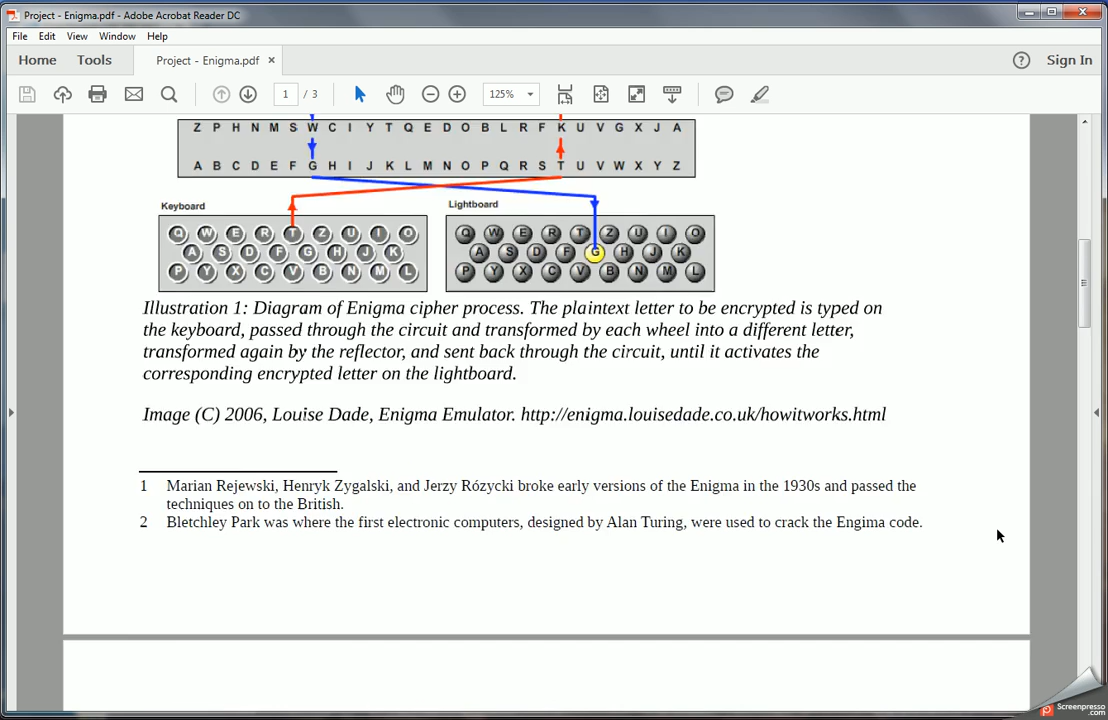 Project - Enigma.pdf - Adobe Acrobat Reader DC
File Edit View Window Help
Home Tools Project - Enigma.pdf × ? Sign In
1 / 3 125%
Z P H N M S W C I Y T Q E D O B L R F K U V G X J A
A B C D E F G H I J K L M N O P Q R S T U V W X Y Z
Keyboard Lightboard
Q W E R T Z U I O Q W E R T Z U I O
A S D F G H J K A S D F G H J K
P Y X C V B N M L P Y X C V B N M L
Illustration 1: Diagram of Enigma cipher process. The plaintext letter to be encrypted is typed on
the keyboard, passed through the circuit and transformed by each wheel into a different letter,
transformed again by the reflector, and sent back through the circuit, until it activates the
corresponding encrypted letter on the lightboard.
Image (C) 2006, Louise Dade, Enigma Emulator. http://enigma.louisedade.co.uk/howitworks.html
1 Marian Rejewski, Henryk Zygalski, and Jerzy Różycki broke early versions of the Enigma in the 1930s and passed the
techniques on to the British.
2 Bletchley Park was where the first electronic computers, designed by Alan Turing, were used to crack the Engima code.
Screenpresso
.com